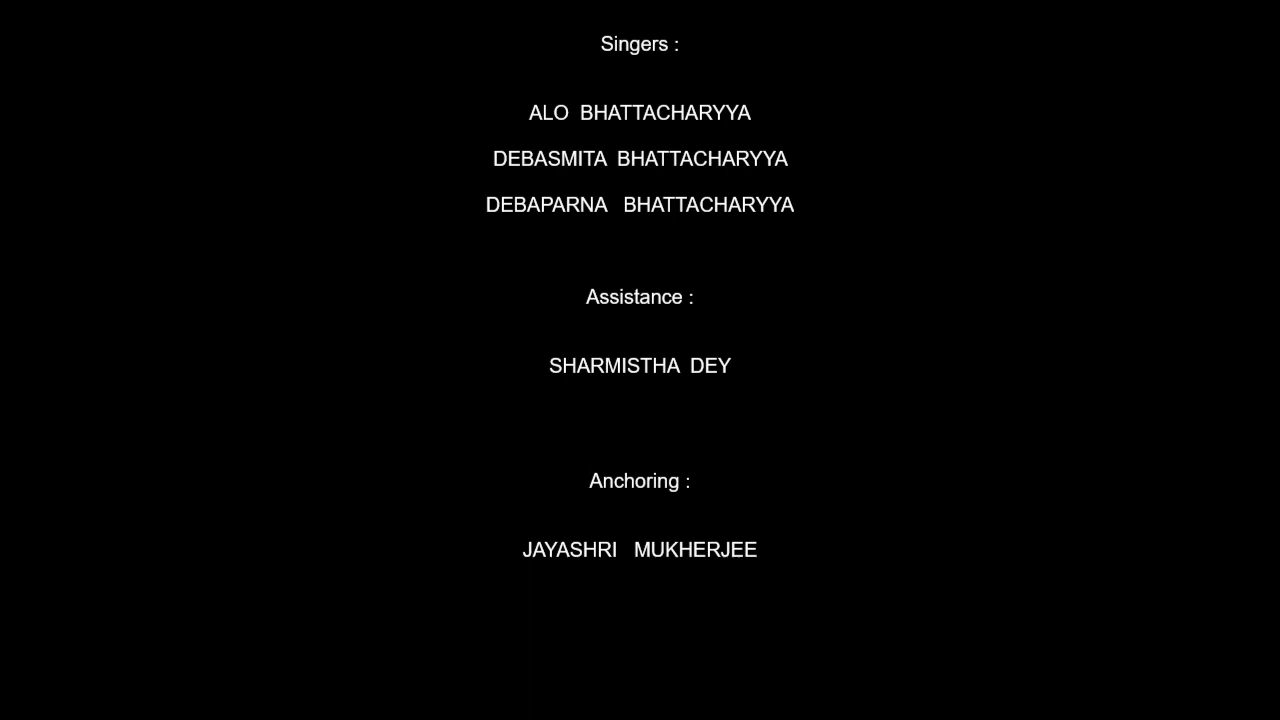 Singers :
ALO BHATTACHARYYA
DEBASMITA BHATTACHARYYA
DEBAPARNA BHATTACHARYYA
Assistance :
SHARMISTHA DEY
Anchoring :
JAYASHRI MUKHERJEE